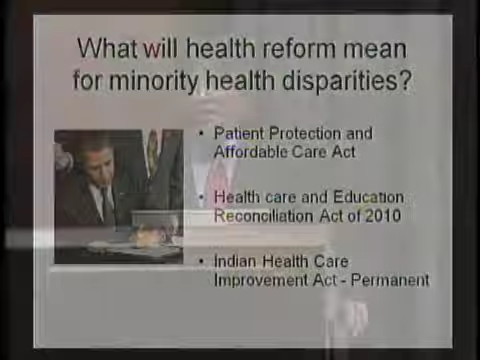 What will health reform mean
for minority health disparities?
• Patient Protection and
Affordable Care Act
• Health care and Education
Reconciliation Act of 2010
• Indian Health Care
Improvement Act - Permanent